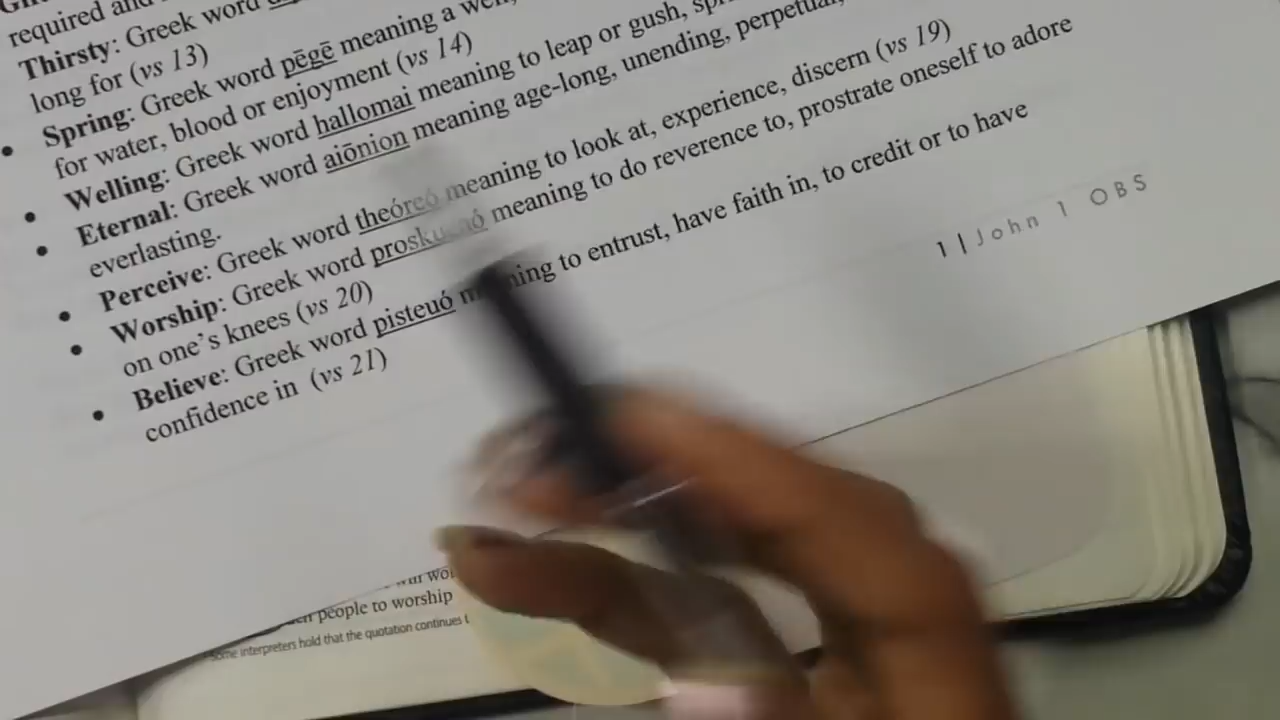 required and
Thirsty: Greek word
long for (vs 13)
Spring: Greek word pēgē meaning a well,
for water, blood or enjoyment (vs 14)
Welling: Greek word hallomai meaning to leap or gush,
Eternal: Greek word aiōnion meaning age-long, unending, perpetual,
everlasting.
Perceive: Greek word theóreó meaning to look at, experience, discern (vs 19)
Worship: Greek word meaning to do reverence to, prostrate oneself to adore
on one's knees (vs 20)
Believe: Greek word pisteuó to entrust, have faith in, to credit or to have
confidence in (vs 21)
1 | John 1 OBS
people to worship
Some interpreters hold that the quotation continues